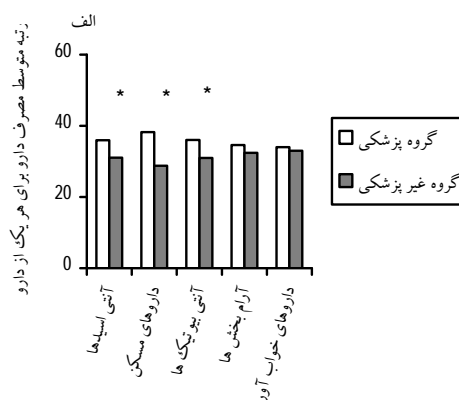 الف
رتبه متوسط مصرف دارو برای هر یک از دارو
60
40
20
0
* * *
گروه پزشکی
گروه غیر پزشکی
آنتی اسیدها
داروهای مسکن
آنتی بیوتیک ها
آرام بخش ها
داروهای خواب آور